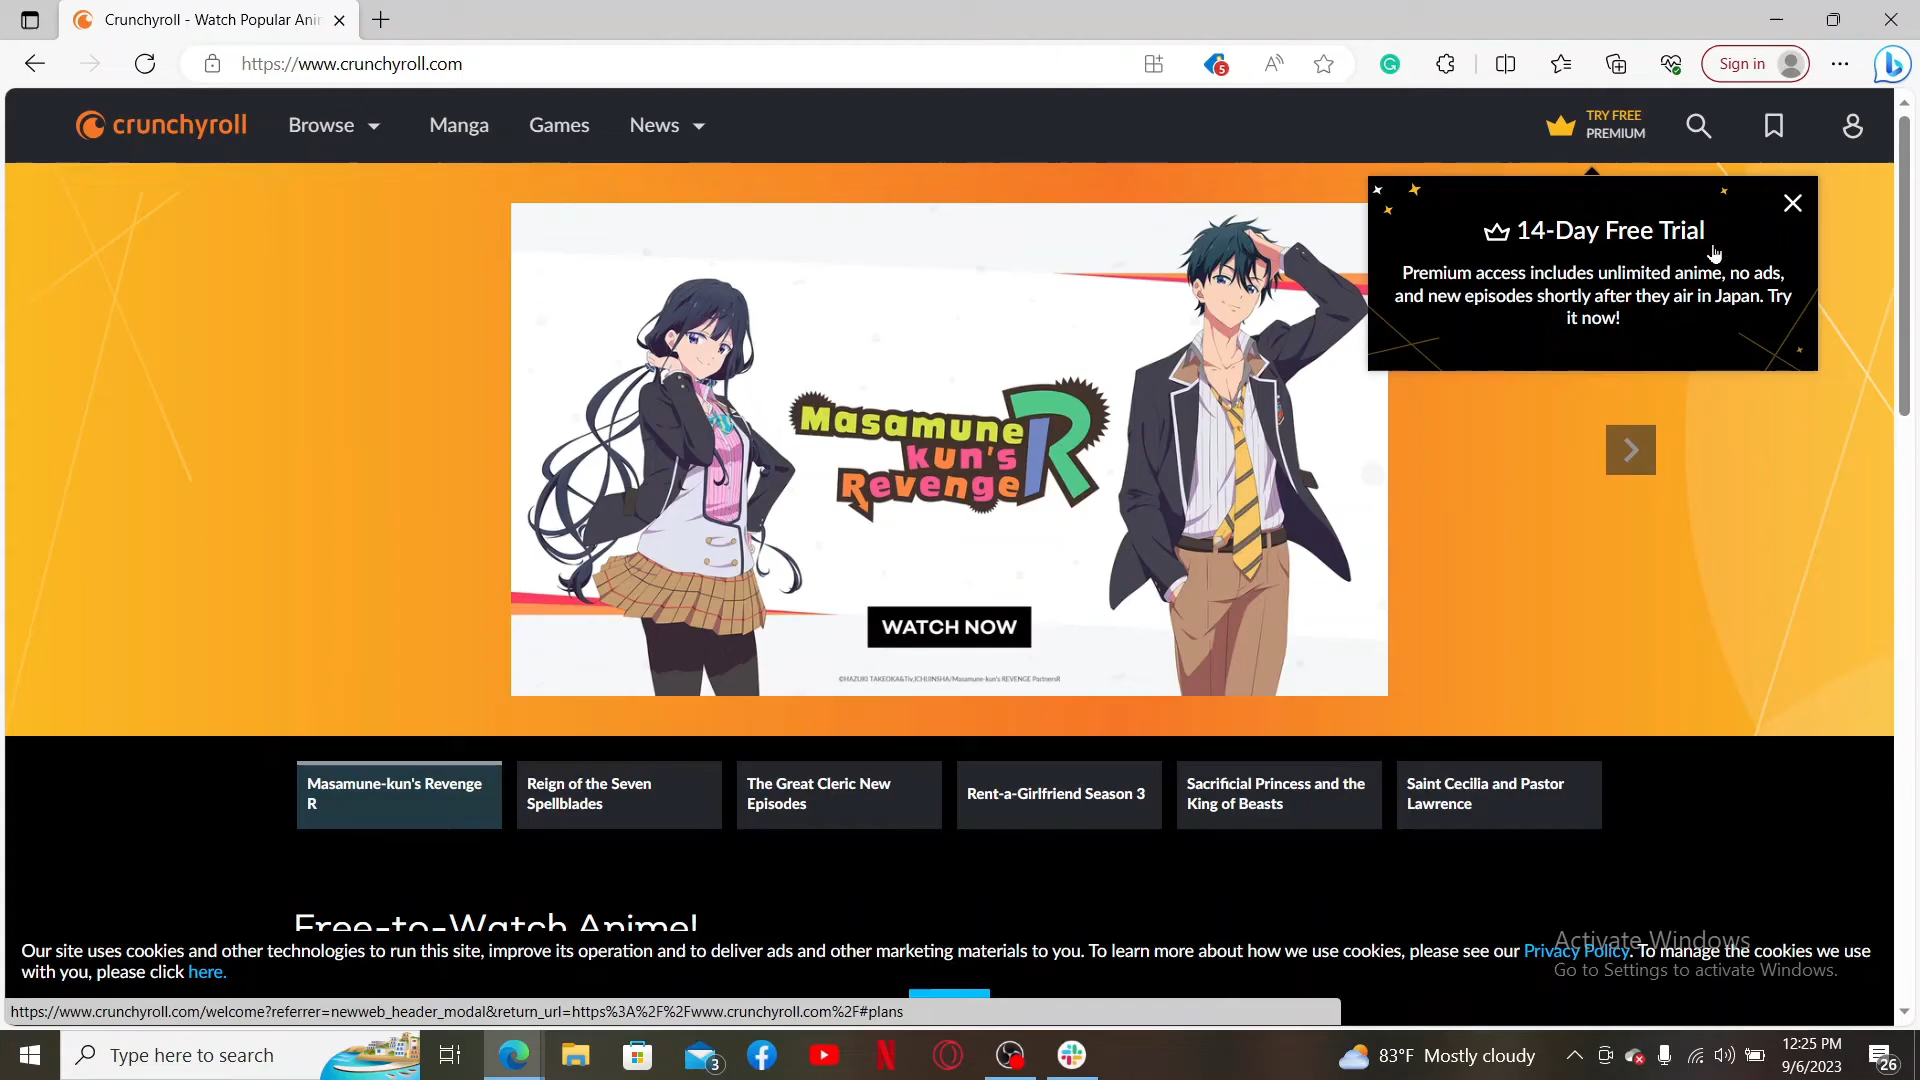 Crunchyroll - Watch Popular Ani
https://www.crunchyroll.com
5
Sign in
crunchyroll
Browse
Manga
Games
News
TRY FREE
PREMIUM
14-Day Free Trial
Premium access includes unlimited anime, no ads,
and new episodes shortly after they air in Japan. Try
it now!
Masamune
kun's
Revenge R
WATCH NOW
Masamune-kun's Revenge
R
Reign of the Seven
Spellblades
The Great Cleric New
Episodes
Rent-a-Girlfriend Season 3
Sacrificial Princess and the
King of Beasts
Saint Cecilia and Pastor
Lawrence
Free-to-Watch Anime!
Our site uses cookies and other technologies to run this site, improve its operation and to deliver ads and other marketing materials to you. To learn more about how we use cookies, please see our Privacy Policy. To manage the cookies we use
with you, please click here.
Activate Windows
Go to Settings to activate Windows.
https://www.crunchyroll.com/welcome?referrer=newweb_header_modal&return_url=https%3A%2F%2Fwww.crunchyroll.com%2F#plans
Type here to search
3
83°F Mostly cloudy
12:25 PM
9/6/2023
26